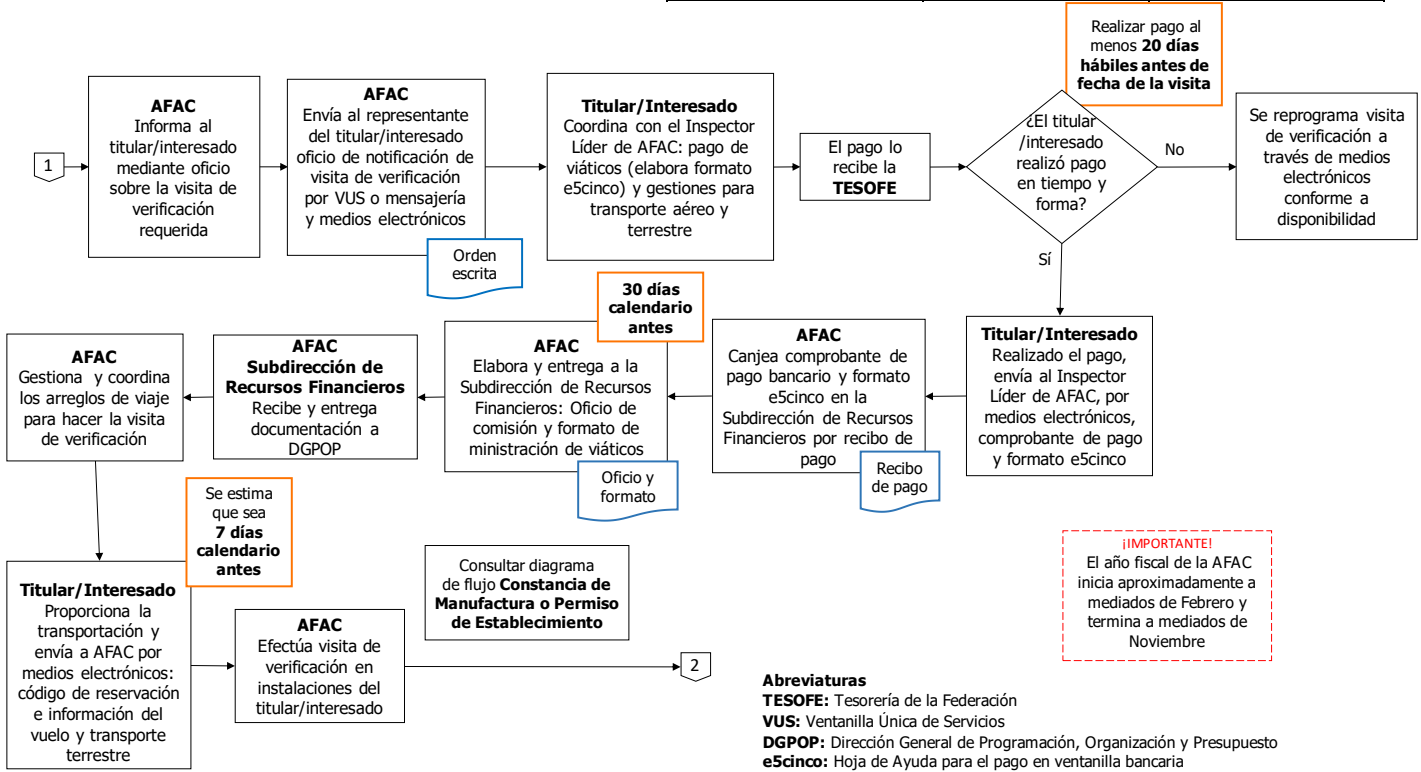 Realizar pago al
menos 20 días
hábiles antes de
fecha de la visita
1
AFAC
Informa al
titular/interesado
mediante oficio
sobre la visita de
verificación
requerida
AFAC
Envía al representante
del titular/interesado
oficio de notificación de
visita de verificación
por VUS o mensajería
y medios electrónicos
Orden
escrita
Titular/Interesado
Coordina con el Inspector
Líder de AFAC: pago de
viáticos (elabora formato
e5cinco) y gestiones para
transporte aéreo y
terrestre
El pago lo
recibe la
TESOFE
¿El titular
/interesado
realizó pago
en tiempo y
forma?
No
Se reprograma visita
de verificación a
través de medios
electrónicos
conforme a
disponibilidad
Sí
Titular/Interesado
Realizado el pago,
envía al Inspector
Líder de AFAC, por
medios electrónicos,
comprobante de pago
y formato e5cinco
AFAC
Canjea comprobante de
pago bancario y formato
e5cinco en la
Subdirección de Recursos
Financieros por recibo de
pago
Recibo
de pago
30 días
calendario
antes
AFAC
Elabora y entrega a la
Subdirección de Recursos
Financieros: Oficio de
comisión y formato de
ministración de viáticos
Oficio y
formato
AFAC
Subdirección de
Recursos Financieros
Recibe y entrega
documentación a
DGPOP
AFAC
Gestiona y coordina
los arreglos de viaje
para hacer la visita
de verificación
Se estima
que sea
7 días
calendario
antes
Titular/Interesado
Proporciona la
transportación y
envía a AFAC por
medios electrónicos:
código de reservación
e información del
vuelo y transporte
terrestre
AFAC
Efectúa visita de
verificación en
instalaciones del
titular/interesado
Consultar diagrama
de flujo Constancia de
Manufactura o Permiso
de Establecimiento
2
¡IMPORTANTE!
El año fiscal de la AFAC
inicia aproximadamente a
mediados de Febrero y
termina a mediados de
Noviembre
Abreviaturas
TESOFE: Tesorería de la Federación
VUS: Ventanilla Única de Servicios
DGPOP: Dirección General de Programación, Organización y Presupuesto
e5cinco: Hoja de Ayuda para el pago en ventanilla bancaria